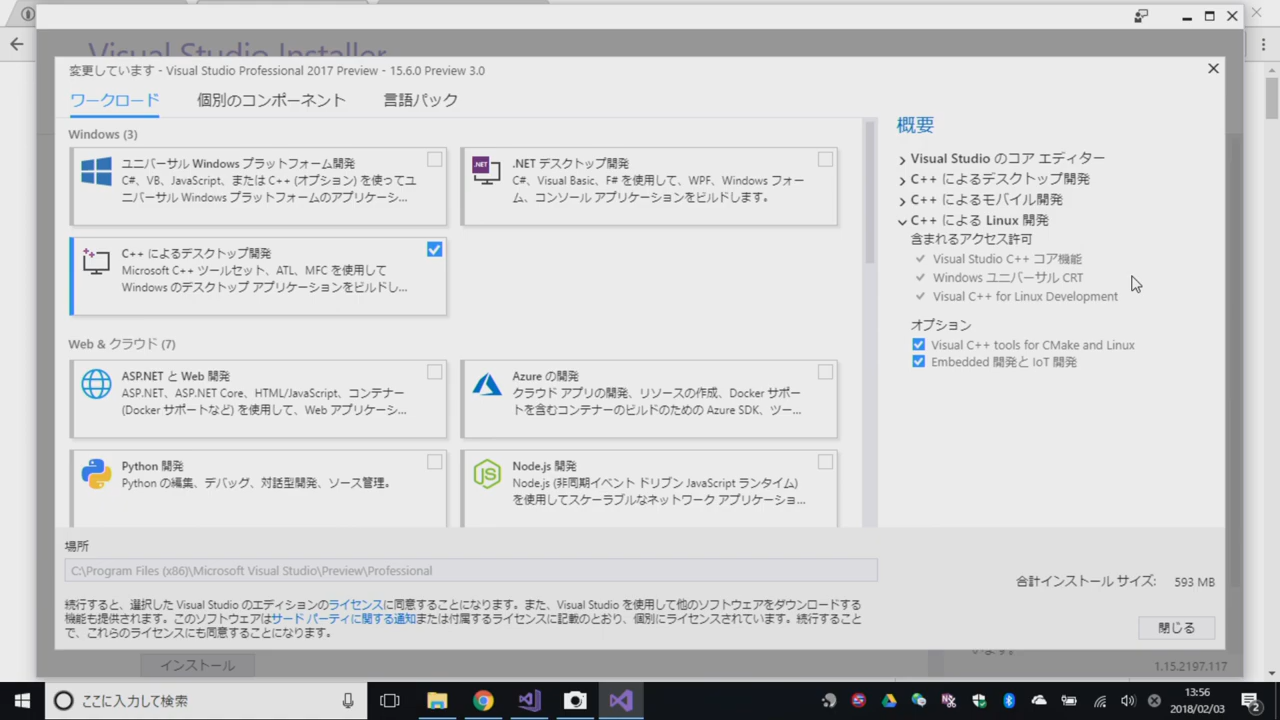 Visual Studio Installer
変更しています - Visual Studio Professional 2017 Preview - 15.6.0 Preview 3.0
ワークロード 個別のコンポーネント 言語パック
Windows (3)
ユニバーサル Windows プラットフォーム開発
C#、VB、JavaScript、または C++ (オプション) を使ってユ
ニバーサル Windows プラットフォームのアプリケーシ...
.NET
.NET デスクトップ開発
C#、Visual Basic、F# を使用して、WPF、Windows フォー
ム、コンソール アプリケーションをビルドします。
C++ によるデスクトップ開発
Microsoft C++ ツールセット、ATL、MFC を使用して
Windows のデスクトップ アプリケーションをビルドし...
Web & クラウド (7)
ASP.NET と Web 開発
ASP.NET、ASP.NET Core、HTML/JavaScript、コンテナー
(Docker サポートなど) を使用して、Web アプリケーシ...
Azure の開発
クラウド アプリの開発、リソースの作成、Docker サポー
トを含むコンテナーのビルドのための Azure SDK、ツー...
Python 開発
Python の編集、デバッグ、対話型開発、ソース管理。
Node.js 開発
Node.js (非同期イベント ドリブン JavaScript ランタイム)
を使用してスケーラブルなネットワーク アプリケーショ...
概要
Visual Studio のコア エディター
C++ によるデスクトップ開発
C++ によるモバイル開発
C++ による Linux 開発
含まれるアクセス許可
Visual Studio C++ コア機能
Windows ユニバーサル CRT
Visual C++ for Linux Development
オプション
Visual C++ tools for CMake and Linux
Embedded 開発と IoT 開発
場所
C:\Program Files (x86)\Microsoft Visual Studio\Preview\Professional
合計インストール サイズ: 593 MB
続行すると、選択した Visual Studio のエディションのライセンスに同意することになります。また、Visual Studio を使用して他のソフトウェアをダウンロードする
機能も提供されます。このソフトウェアはサード パーティに関する通知または付属するライセンスに記載のとおり、個別にライセンスされています。続行すること
で、これらのライセンスにも同意することになります。
閉じる
インストール
1.15.2197.117
ここに入力して検索
13:56
2018/02/03
2